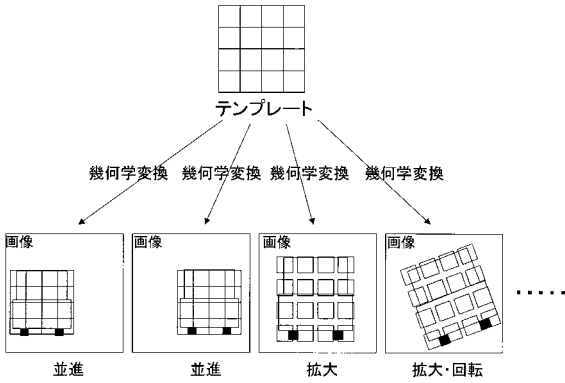 テンプレート
幾何学変換 幾何学変換 幾何学変換 幾何学変換
画像 画像 画像 画像
並進 並進 拡大 拡大・回転